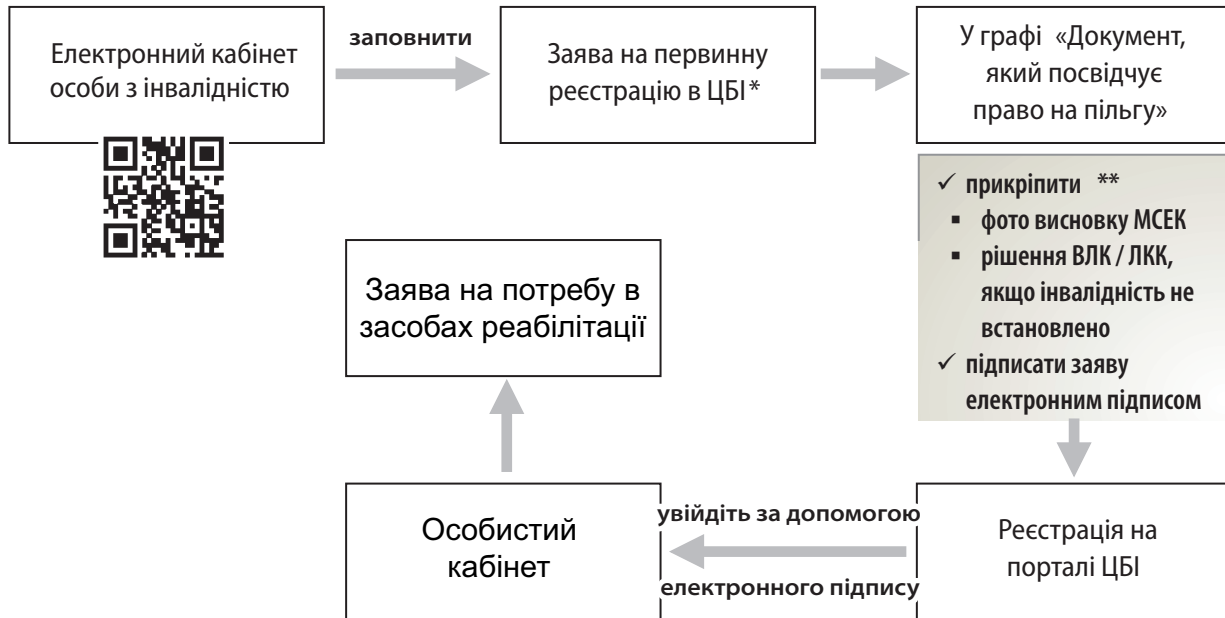 Електронний кабінет
особи з інвалідністю
заповнити
Заява на первинну
реєстрацію в ЦБІ*
У графі «Документ,
який посвідчує
право на пільгу»
✓ прикріпити **
▪ фото висновку МСЕК
▪ рішення ВЛК / ЛКК,
якщо інвалідність не
встановлено
✓ підписати заяву
електронним підписом
Реєстрація на
порталі ЦБІ
увійдіть за допомогою
електронного підпису
Особистий
кабінет
Заява на потребу в
засобах реабілітації